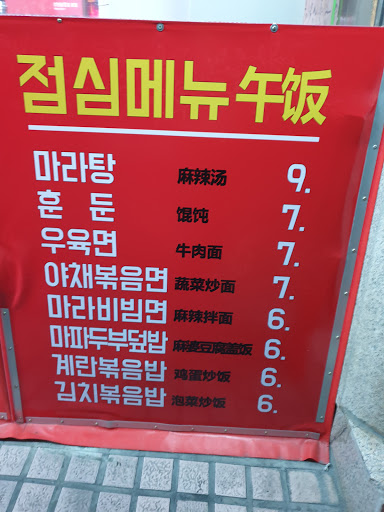 점심메뉴 午饭
마라탕 麻辣汤 9.
훈 둔 馄饨 7.
우육면 牛肉面 7.
야채볶음면 蔬菜炒面 7.
마라비빔면 麻辣拌面 6.
마파두부덮밥 麻婆豆腐盖饭 6.
계란볶음밥 鸡蛋炒饭 6.
김치볶음밥 泡菜炒饭 6.